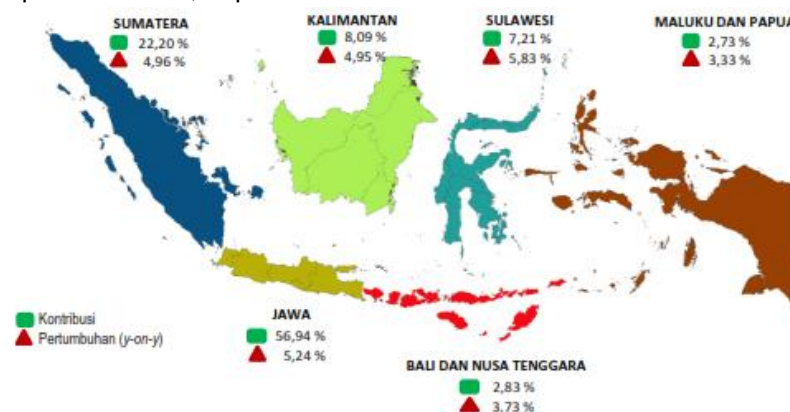 SUMATERA
22,20 %
4,96 %
KALIMANTAN
8,09 %
4,95 %
SULAWESI
7,21 %
5,83 %
MALUKU DAN PAPUA
2,73 %
3,33 %
Kontribusi
Pertumbuhan (y-on-y)
JAWA
56,94 %
5,24 %
BALI DAN NUSA TENGGARA
2,83 %
3,73 %